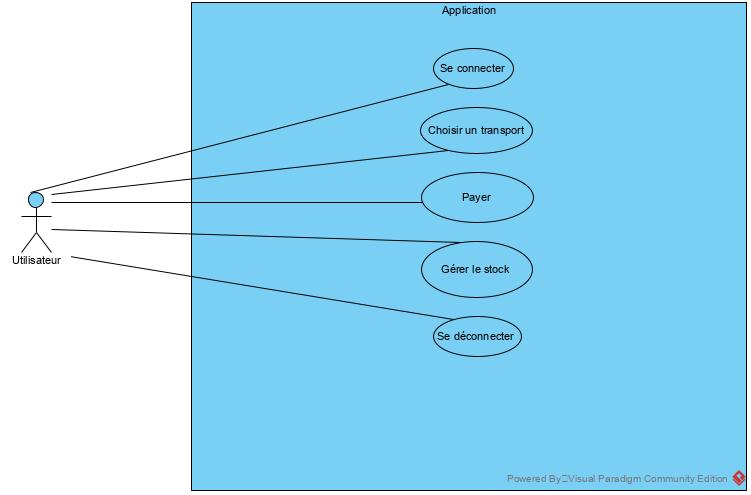 Application
Se connecter
Choisir un transport
Payer
Utilisateur
Gérer le stock
Se déconnecter
Powered By Visual Paradigm Community Edition